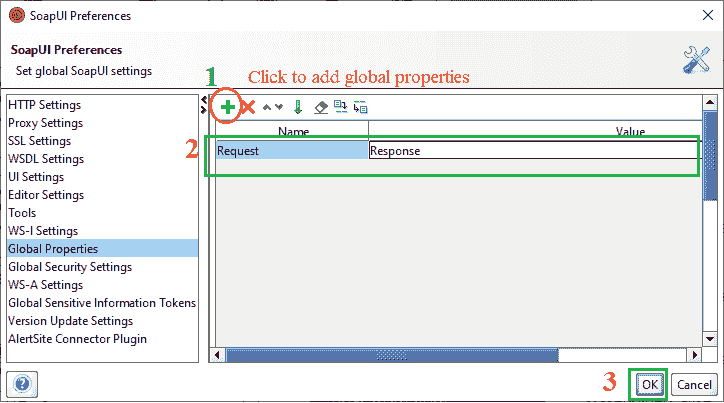 SoapUI Preferences
SoapUI Preferences
Set global SoapUI settings
1 Click to add global properties
HTTP Settings
Proxy Settings
SSL Settings
WSDL Settings
UI Settings
Editor Settings
Tools
WS-I Settings
Global Properties
Global Security Settings
WS-A Settings
Global Sensitive Information Tokens
Version Update Settings
AlertSite Connector Plugin
Name Value
2 Request Response
3 OK Cancel